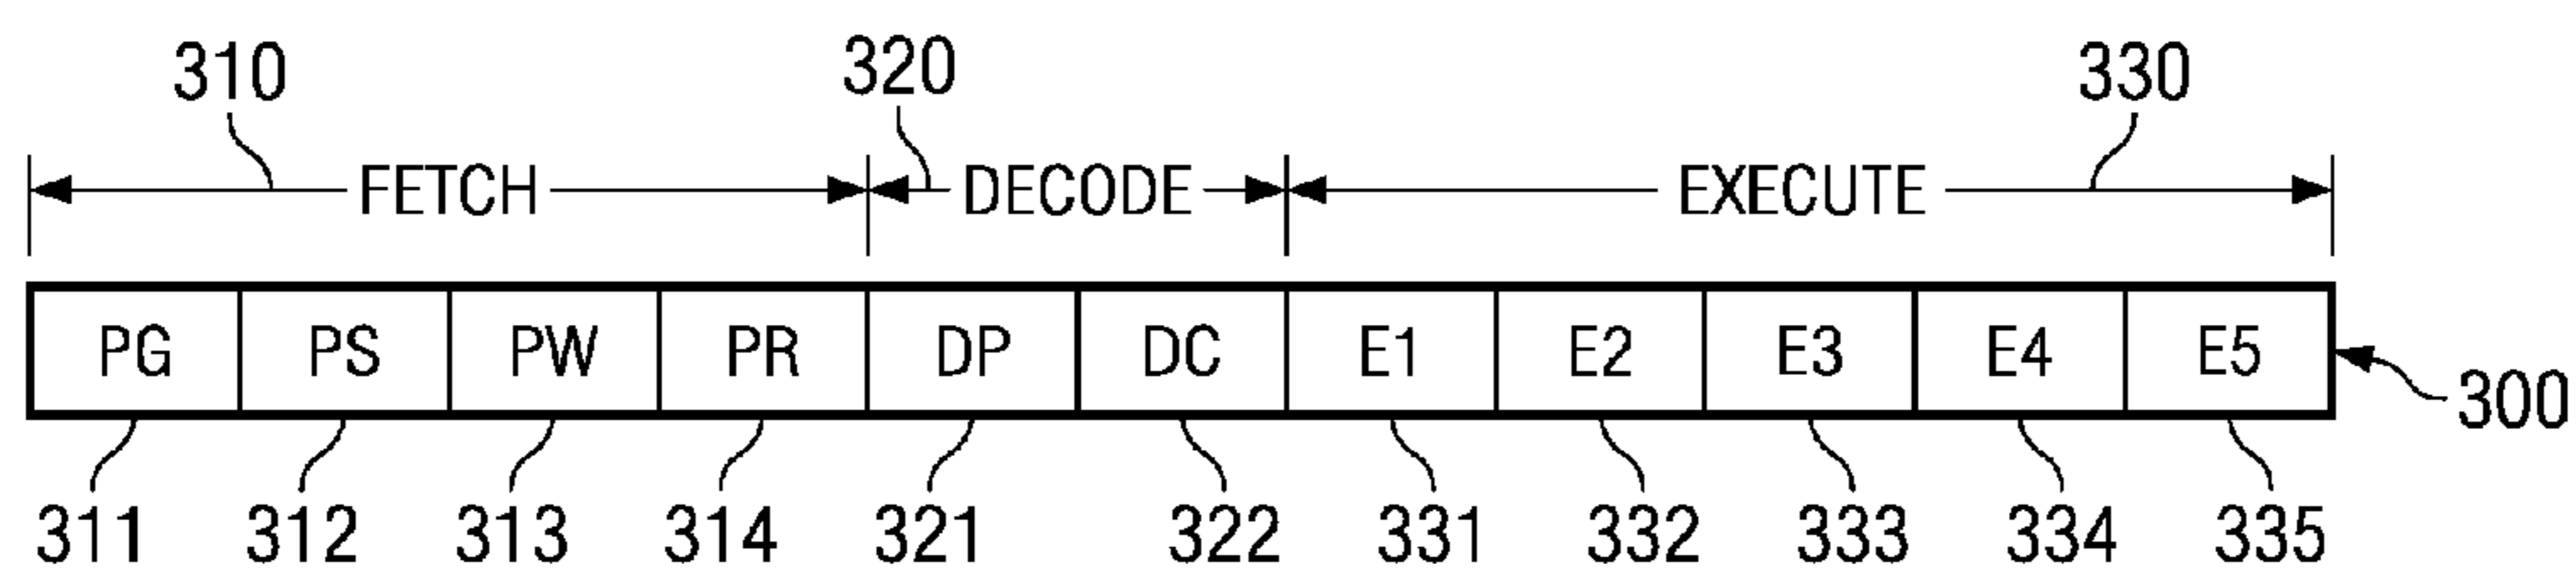 310 320 330
FETCH DECODE EXECUTE
PG PS PW PR DP DC E1 E2 E3 E4 E5
300
311 312 313 314 321 322 331 332 333 334 335